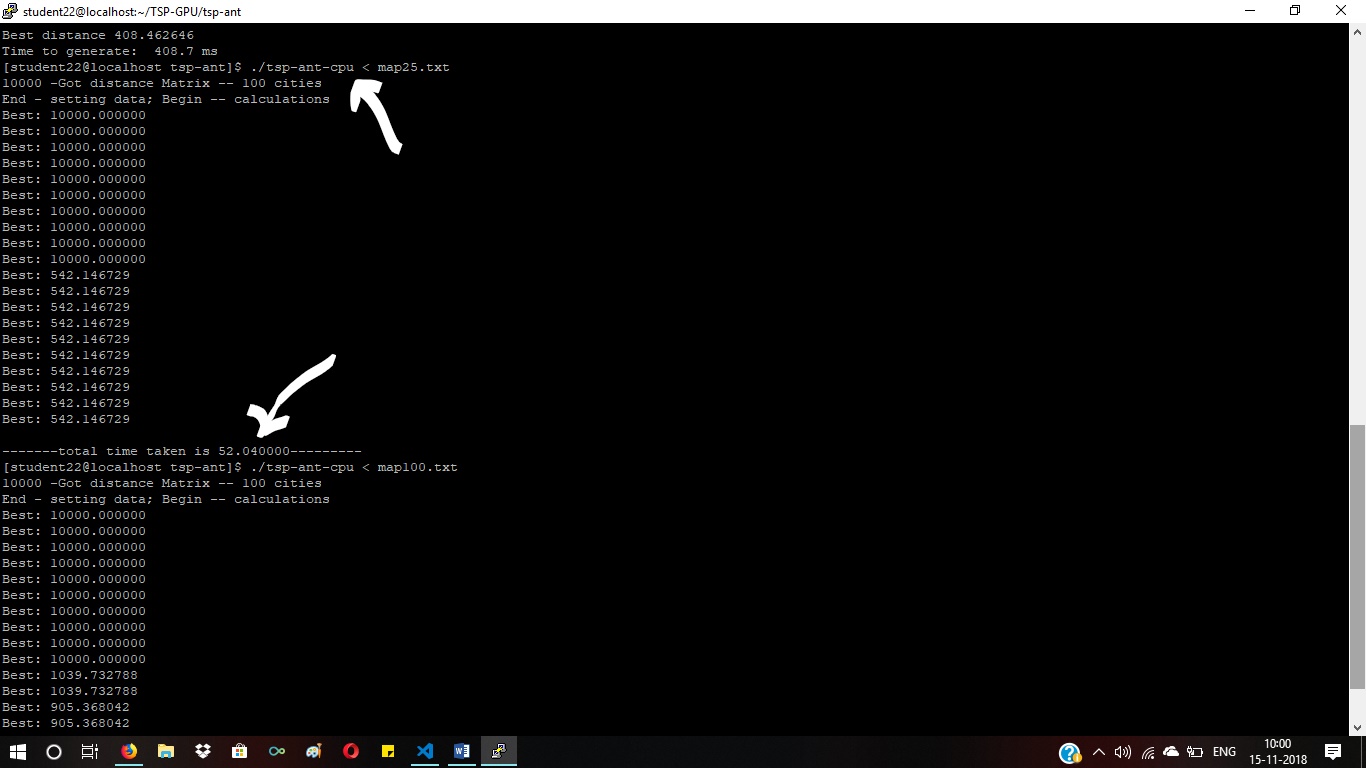 student22@localhost:~/TSP-GPU/tsp-ant
Best distance 408.462646
Time to generate:  408.7 ms
[student22@localhost tsp-ant]$ ./tsp-ant-cpu < map25.txt
10000 -Got distance Matrix -- 100 cities
End - setting data; Begin -- calculations
Best: 10000.000000
Best: 10000.000000
Best: 10000.000000
Best: 10000.000000
Best: 10000.000000
Best: 10000.000000
Best: 10000.000000
Best: 10000.000000
Best: 10000.000000
Best: 10000.000000
Best: 542.146729
Best: 542.146729
Best: 542.146729
Best: 542.146729
Best: 542.146729
Best: 542.146729
Best: 542.146729
Best: 542.146729
Best: 542.146729
Best: 542.146729
-------total time taken is 52.040000---------
[student22@localhost tsp-ant]$ ./tsp-ant-cpu < map100.txt
10000 -Got distance Matrix -- 100 cities
End - setting data; Begin -- calculations
Best: 10000.000000
Best: 10000.000000
Best: 10000.000000
Best: 10000.000000
Best: 10000.000000
Best: 10000.000000
Best: 10000.000000
Best: 10000.000000
Best: 10000.000000
Best: 10000.000000
Best: 1039.732788
Best: 1039.732788
Best: 905.368042
Best: 905.368042
ENG
10:00
15-11-2018